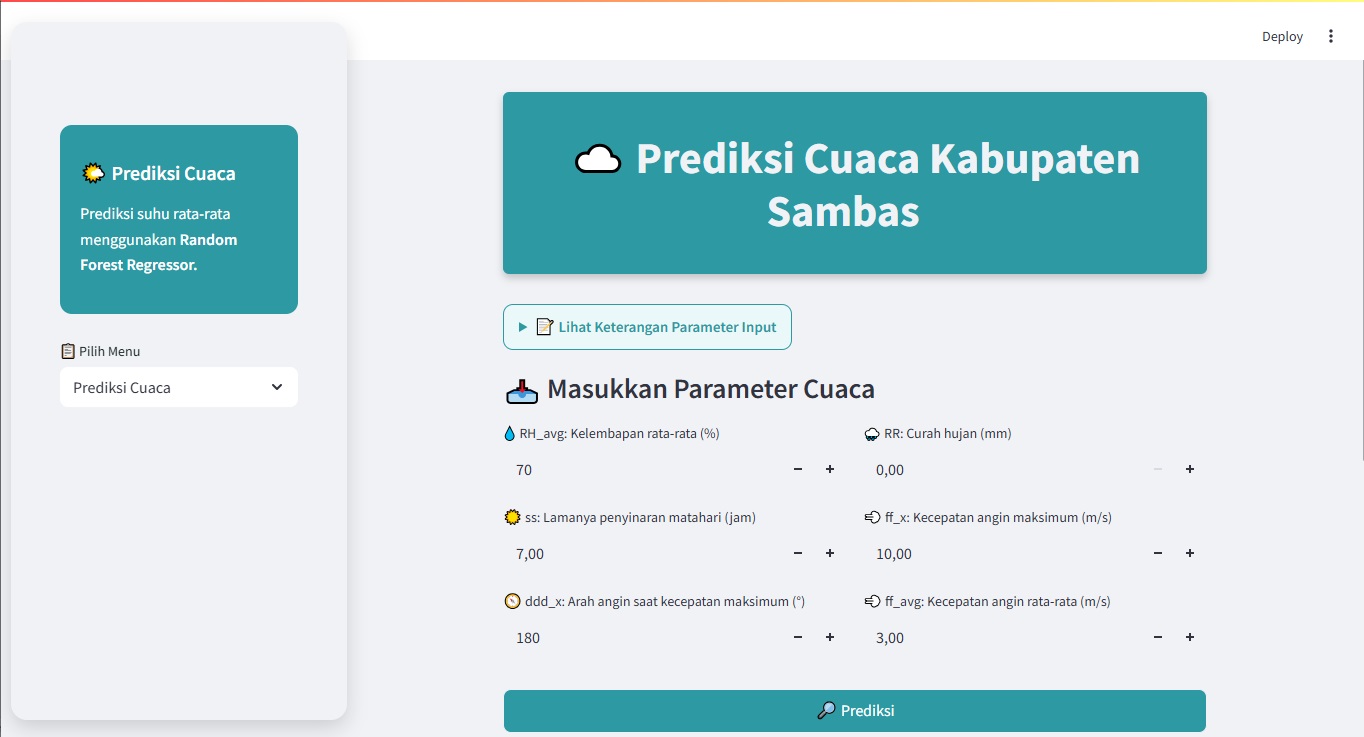 Deploy
Prediksi Cuaca
Prediksi suhu rata-rata
menggunakan Random
Forest Regressor.
Pilih Menu
Prediksi Cuaca
Prediksi Cuaca Kabupaten
Sambas
Lihat Keterangan Parameter Input
Masukkan Parameter Cuaca
RH_avg: Kelembapan rata-rata (%)
70
RR: Curah hujan (mm)
0,00
ss: Lamanya penyinaran matahari (jam)
7,00
ff_x: Kecepatan angin maksimum (m/s)
10,00
ddd_x: Arah angin saat kecepatan maksimum (°)
180
ff_avg: Kecepatan angin rata-rata (m/s)
3,00
Prediksi